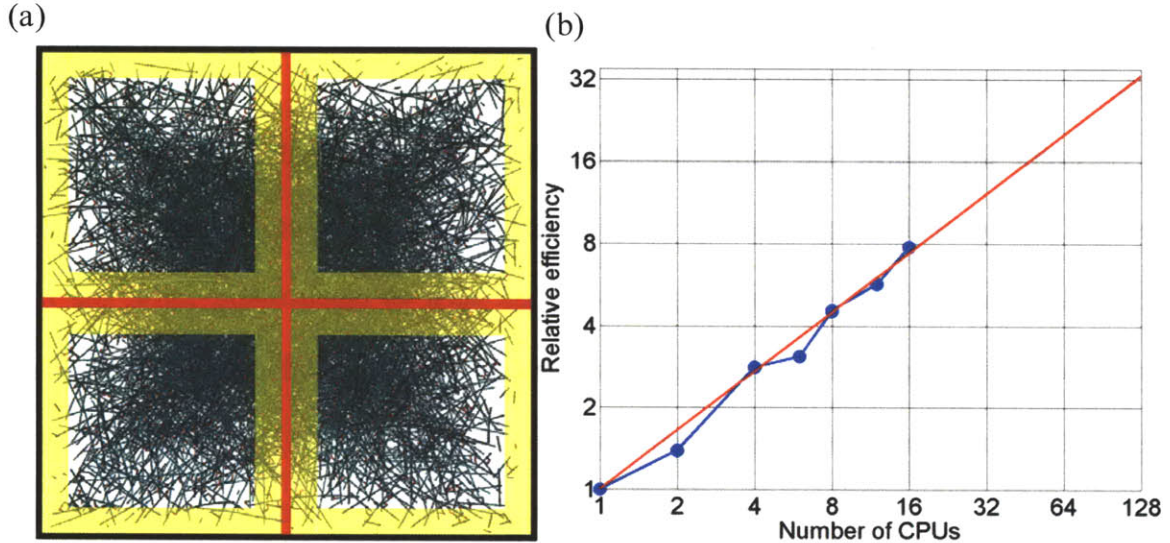 (a)
(b)
Relative efficiency
32
16
8
4
2
1
1 2 4 8 16 32 64 128
Number of CPUs